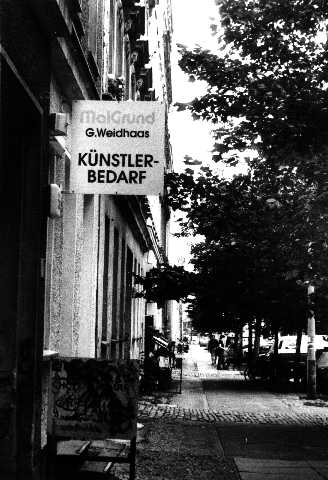 MalGrund
G.Weidhaas
KÜNSTLER-
BEDARF